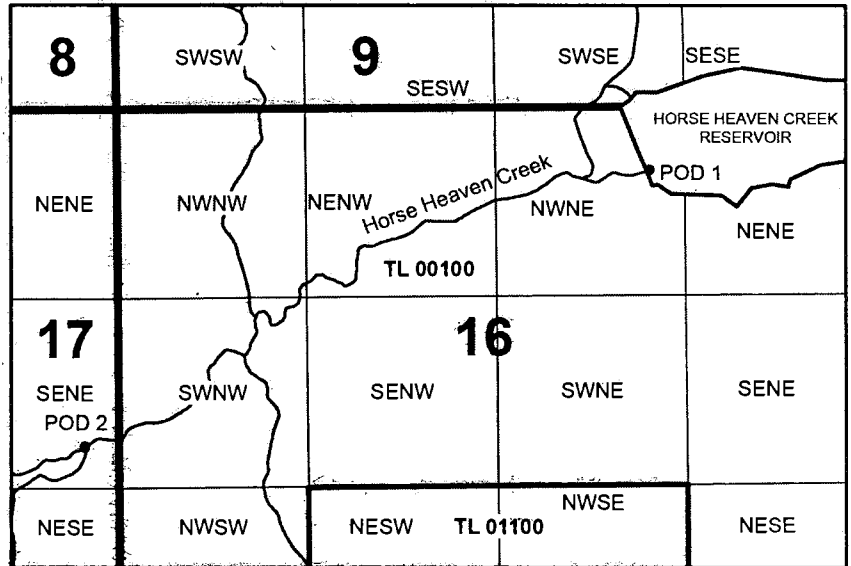 8
SWSW
9
SWSE
SESE
SESW
HORSE HEAVEN CREEK
RESERVOIR
POD 1
NENE
NWNW
NENW
Horse Heaven Creek
NWNE
NENE
TL 00100
17
16
SENE
SWNW
SENW
SWNE
SENE
POD 2
NWSE
NESE
NWSW
NESW
TL 01100
NESE